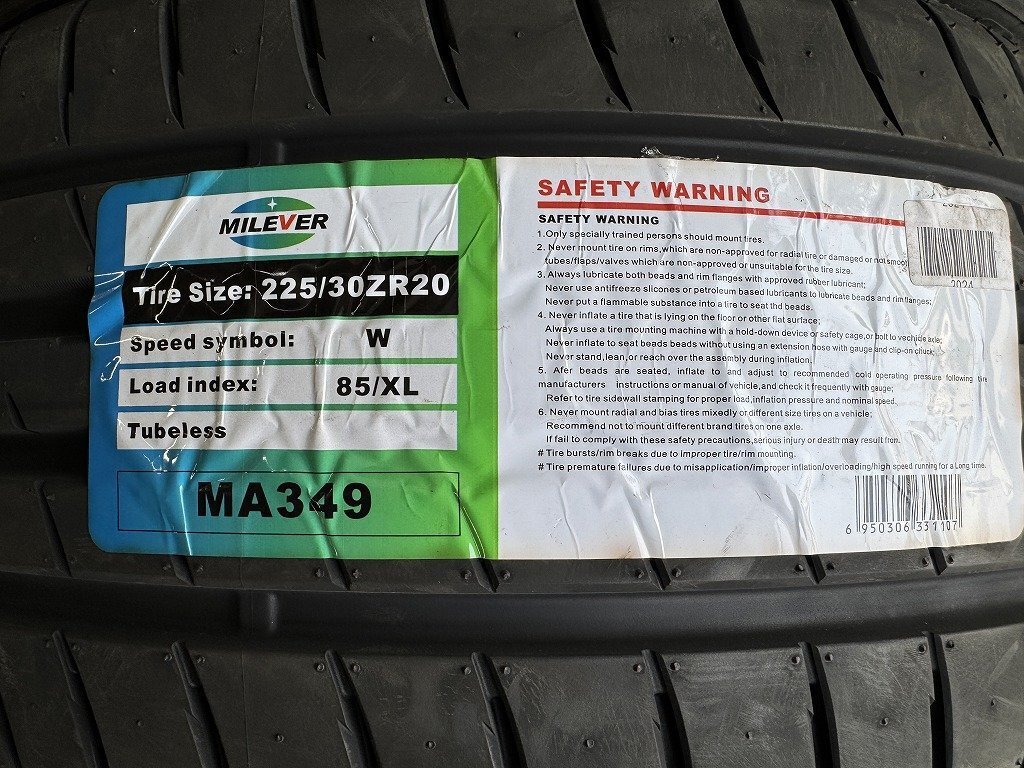 MILEVER
Tire Size: 225/30ZR20
Speed symbol: W
Load index: 85/XL
Tubeless
MA349
SAFETY WARNING
SAFETY WARNING
1.Only specially trained persons should mount tires.
2. Never mount tire on rims,which are non-approved for radial tire or damaged or not smoot
tubes/flaps/valves which are non-approved or unsuitable for the tire size.
3. Always lubricate both beads and rim flanges with approved rubber lubricant;
Never use antifreeze silicones or petroleum based lubricants to lubricate beads and rim flanges;
Never put a flammable substance into a tire to seat thd beads.
4. Never inflate a tire that is lying on the floor or other flat surface;
Always use a tire mounting machine with a hold-down device or safety cage,or bolt to vechicle axle;
Never inflate to seat beads beads without using an extension hose with gauge and clip-on chuck;
Never stand,lean,or reach over the assembly during inflation.
5. Afer beads are seated, inflate to and adjust to recommended cold operating pressure following tire
manufacturers instructions or manual of vehicle,and check it frequently with gauge;
Refer to tire sidewall stamping for proper load,inflation pressure and nominal speed.
6. Never mount radial and bias tires mixedly or different size tires on a vehicle;
Recommend not to mount different brand tires on one axle.
If fail to comply with these safety precautions,serious injury or death may result fron.
# Tire bursts/rim breaks due to improper tire/rim mounting.
# Tire premature failures due to misapplication/improper inflation/overloading/high speed running for a Long time.
2024
6 950306 331107